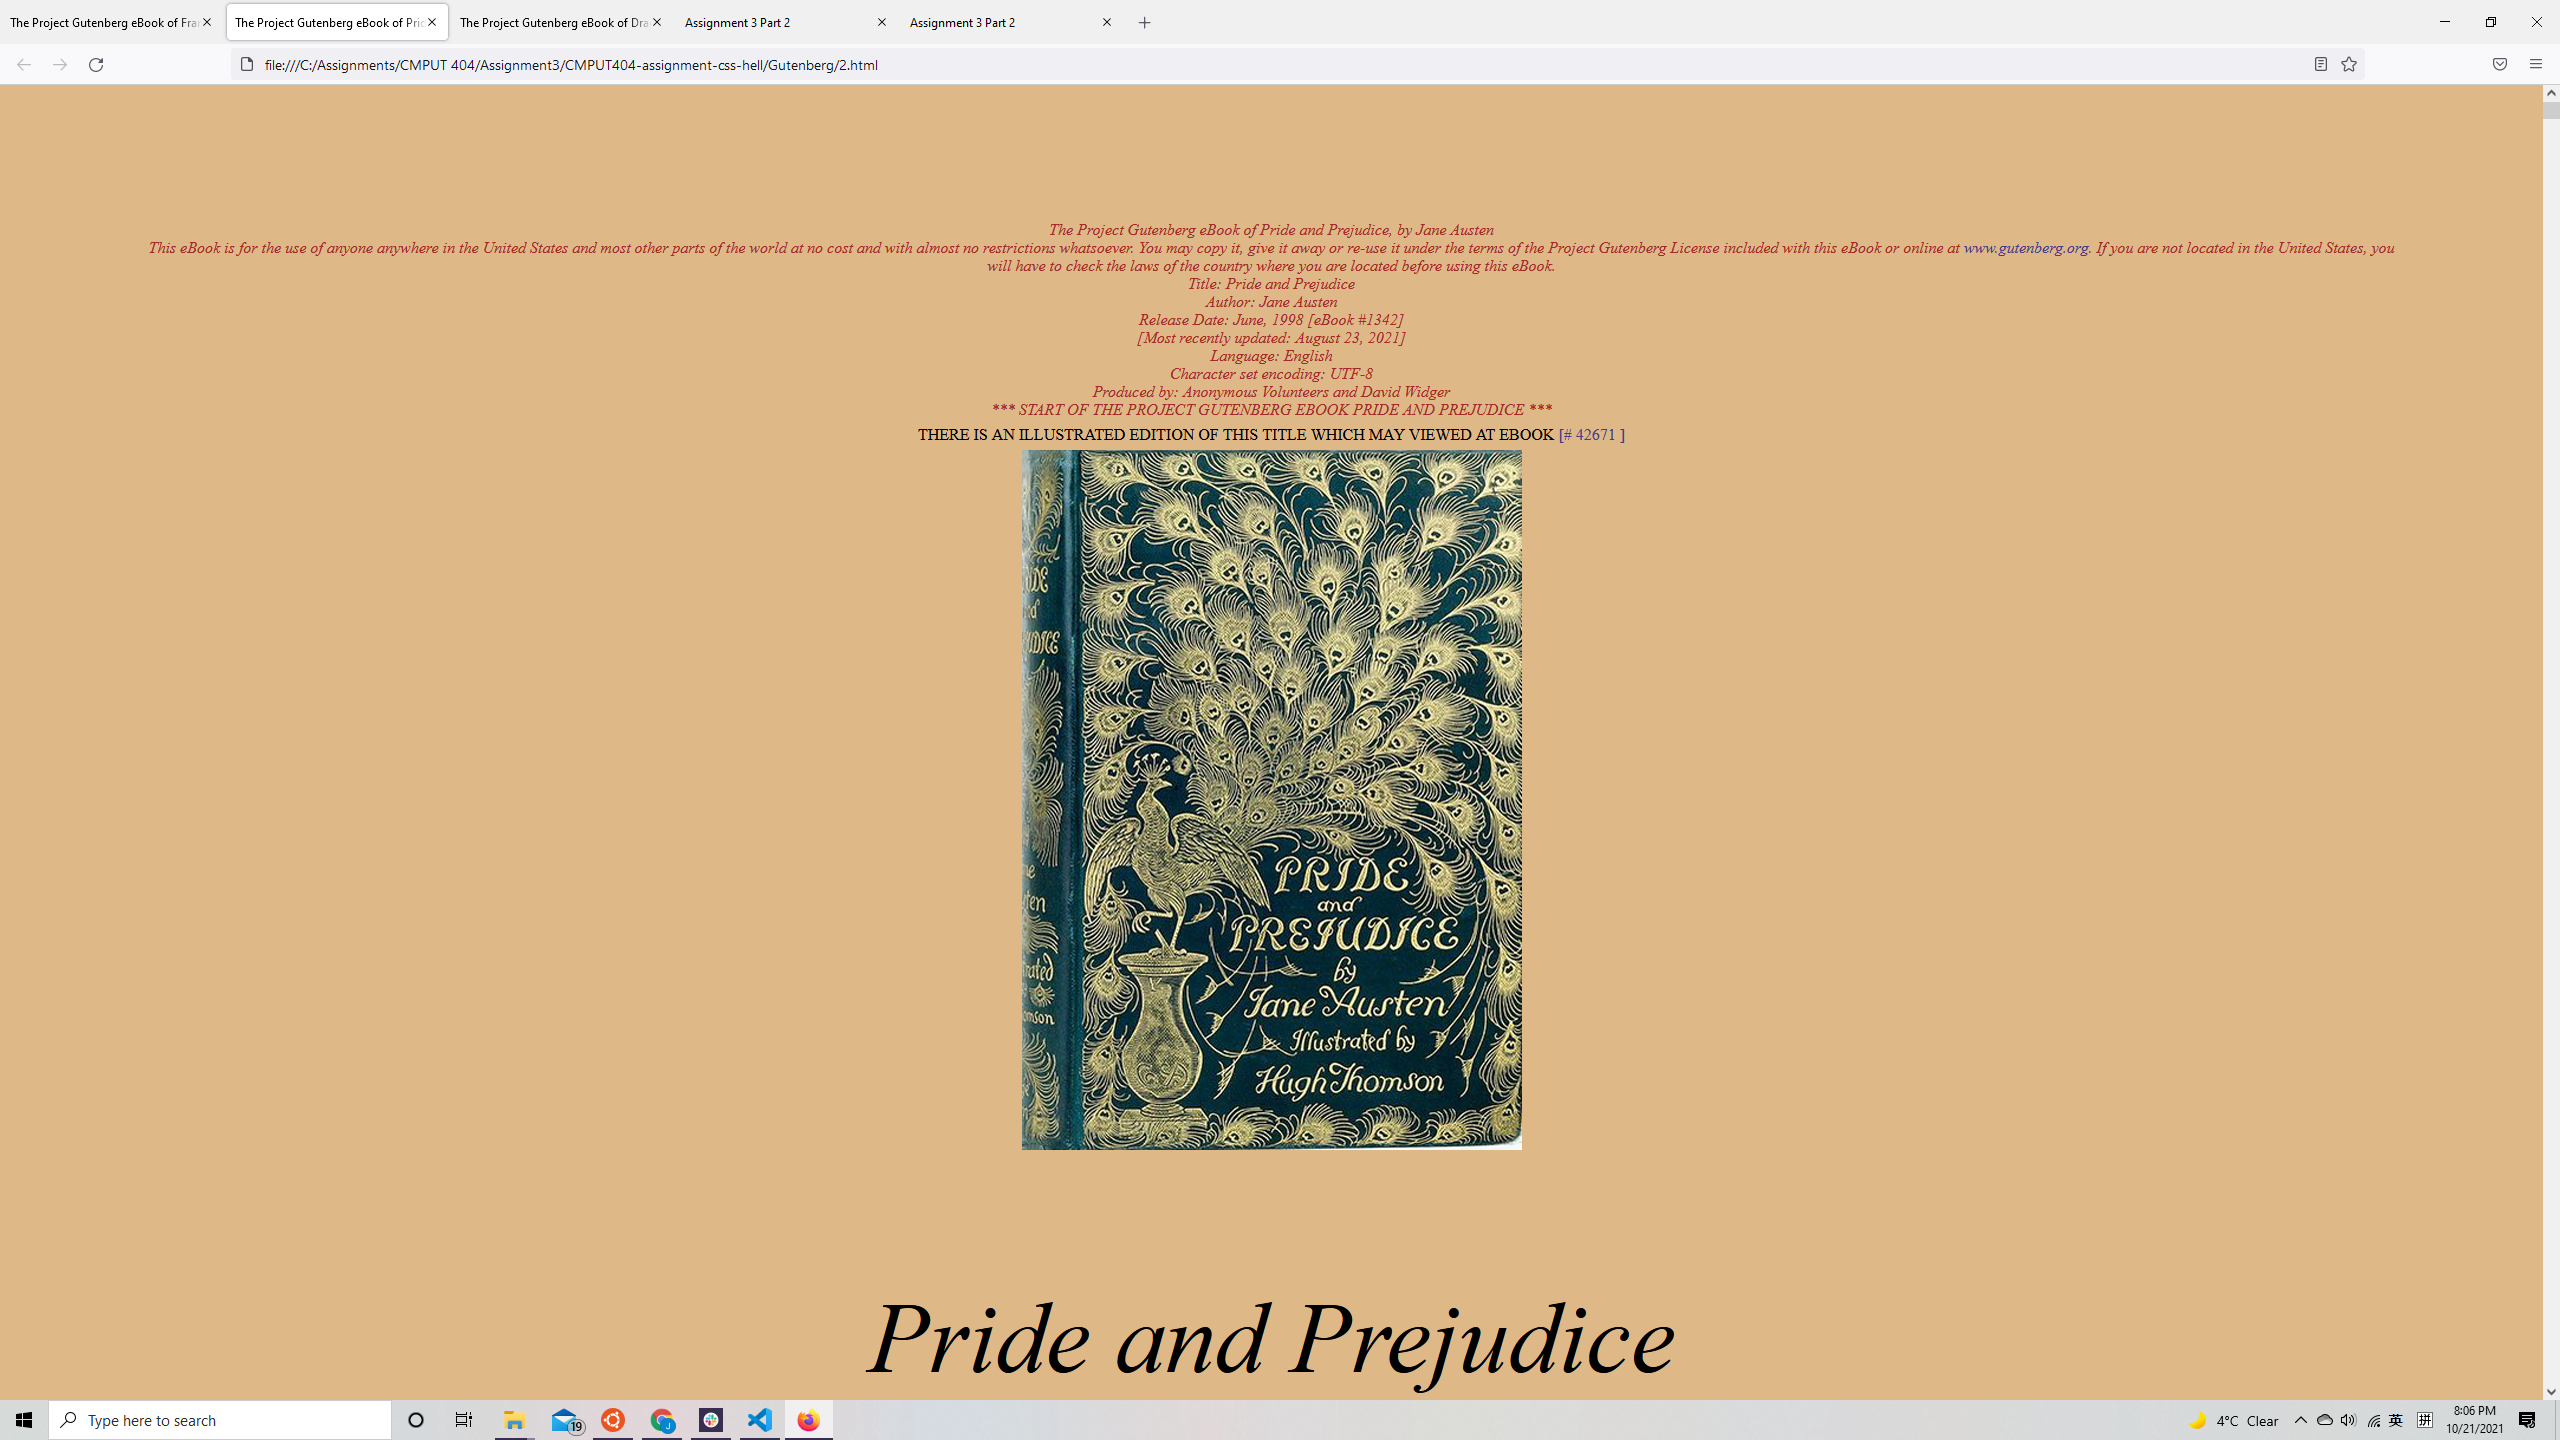 The Project Gutenberg eBook of Fra
The Project Gutenberg eBook of Prid
The Project Gutenberg eBook of Dra
Assignment 3 Part 2
Assignment 3 Part 2
file:///C:/Assignments/CMPUT 404/Assignment3/CMPUT404-assignment-css-hell/Gutenberg/2.html
The Project Gutenberg eBook of Pride and Prejudice, by Jane Austen
This eBook is for the use of anyone anywhere in the United States and most other parts of the world at no cost and with almost no restrictions whatsoever. You may copy it, give it away or re-use it under the terms of the Project Gutenberg License included with this eBook or online at www.gutenberg.org. If you are not located in the United States, you
will have to check the laws of the country where you are located before using this eBook.
Title: Pride and Prejudice
Author: Jane Austen
Release Date: June, 1998 [eBook #1342]
[Most recently updated: August 23, 2021]
Language: English
Character set encoding: UTF-8
Produced by: Anonymous Volunteers and David Widger
*** START OF THE PROJECT GUTENBERG EBOOK PRIDE AND PREJUDICE ***
THERE IS AN ILLUSTRATED EDITION OF THIS TITLE WHICH MAY VIEWED AT EBOOK [# 42671 ]
PRIDE
and
PREJUDICE
by
Jane Austen
Illustrated by
Hugh Thomson
Pride and Prejudice
Type here to search
19
J
4°C Clear
英
拼
8:06 PM
10/21/2021